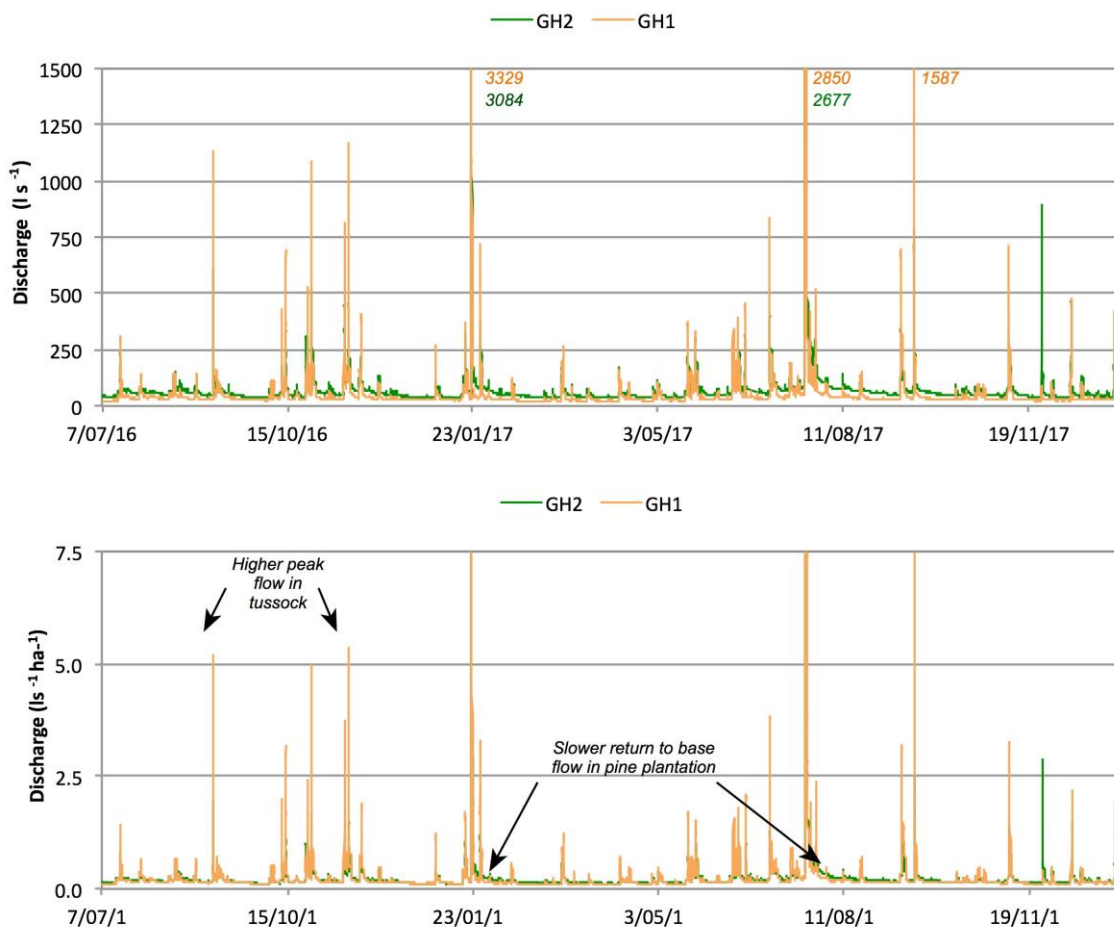 GH2 GH1
1500 3329 2850 1587
3084 2677
1250
1000
750
500
250
0
Discharge (l s -1)
7/07/16 15/10/16 23/01/17 3/05/17 11/08/17 19/11/17
GH2 GH1
7.5
Higher peak
flow in
tussock
5.0
Slower return to base
flow in pine plantation
2.5
0.0
Discharge (ls -1 ha-1)
7/07/1 15/10/1 23/01/1 3/05/1 11/08/1 19/11/1